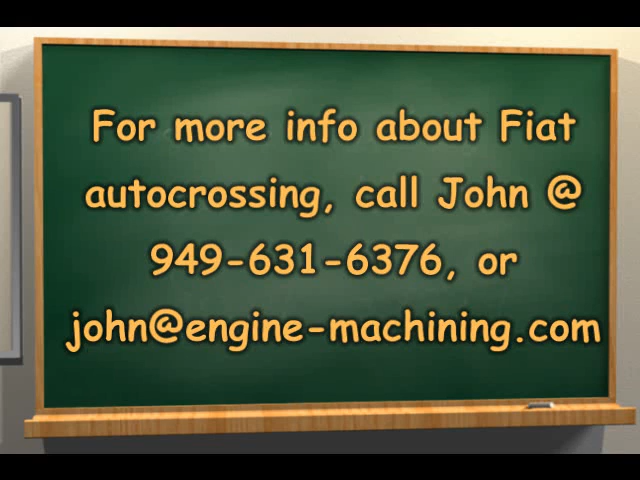 For more info about Fiat
autocrossing, call John @
949-631-6376, or
john@engine-machining.com